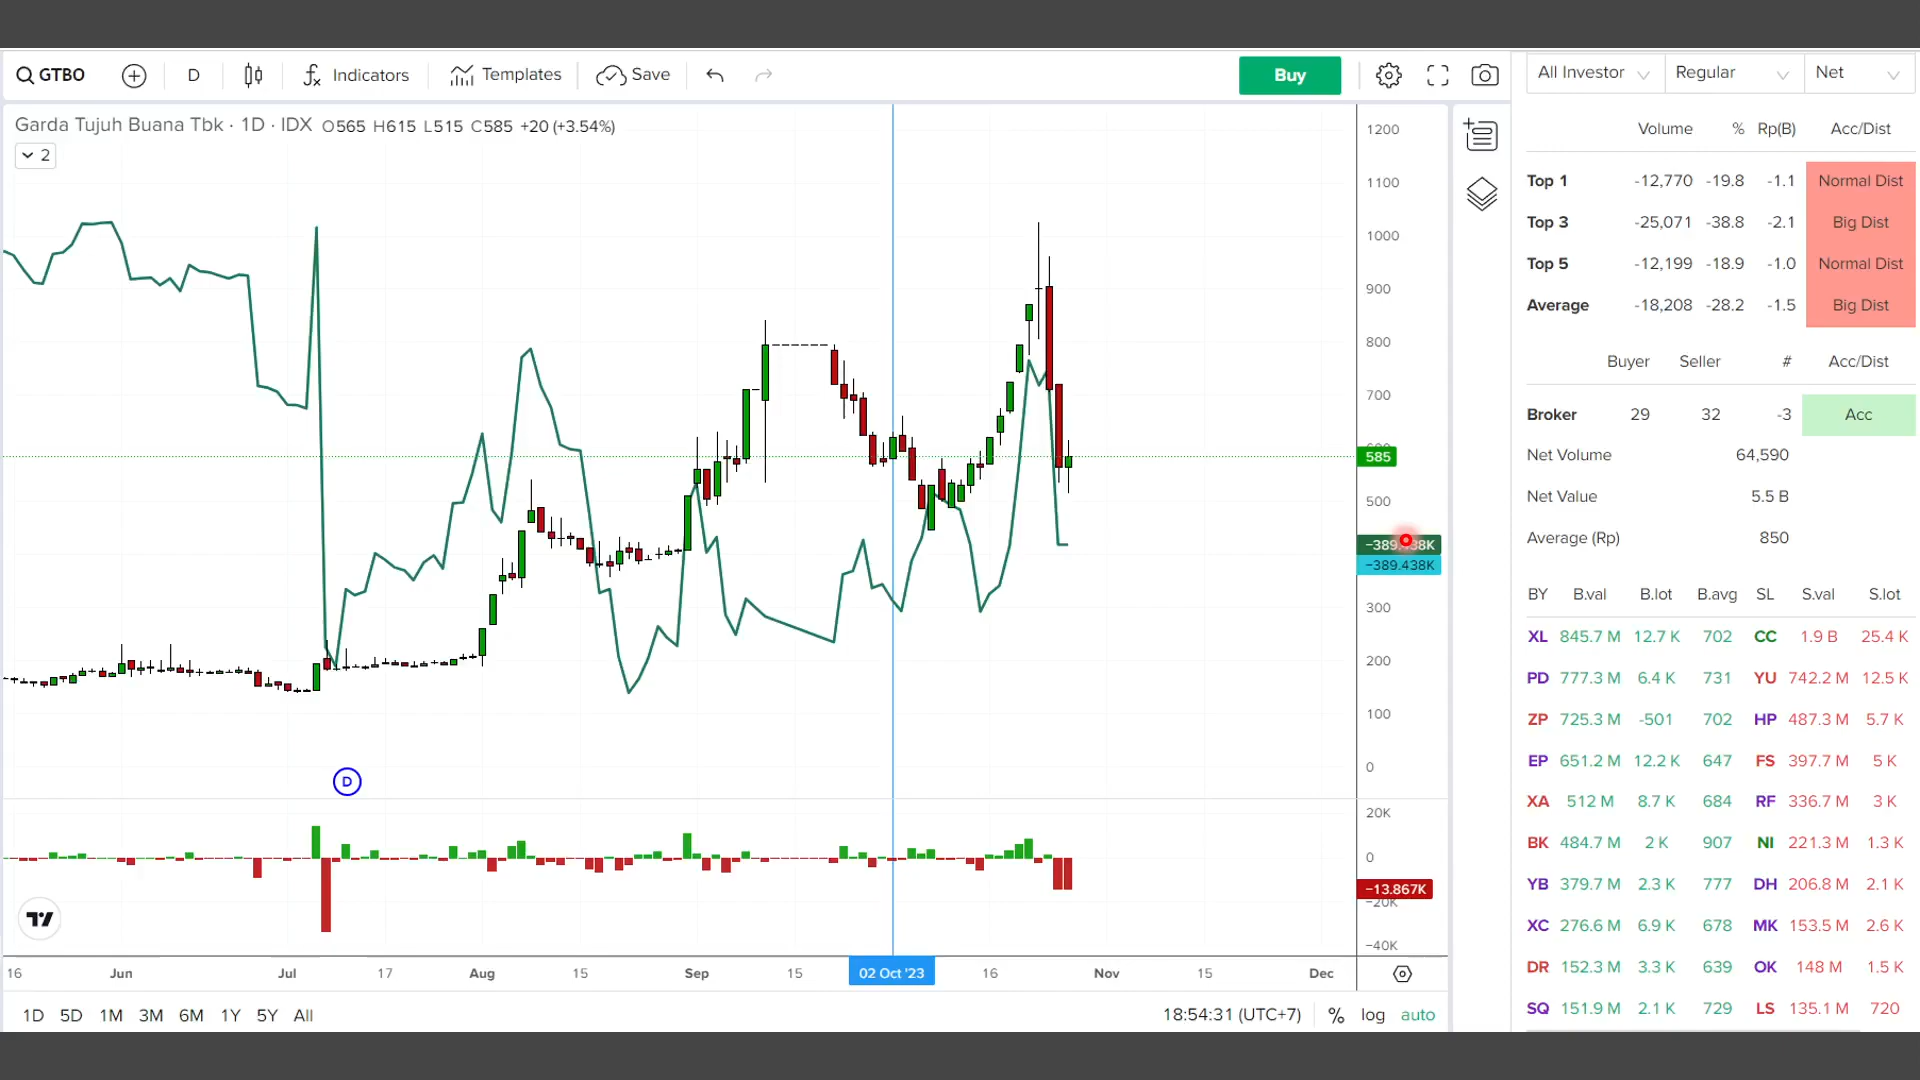 GTBO D Indicators Templates Save Buy
Garda Tujuh Buana Tbk · 1D · IDX O565 H615 L515 C585 +20 (+3.54%)
2
1200
1100
1000
900
800
700
585
500
-389.438K
300
200
100
0
D
20K
0
−13.867K
−20K
−40K
16 Jun Jul 17 Aug 15 Sep 15 02 Oct '23 16 Nov 15 Dec
1D 5D 1M 3M 6M 1Y 5Y All 18:54:31 (UTC+7) % log auto
All Investor Regular Net
Volume % Rp(B) Acc/Dist
Top 1 -12,770 -19.8 -1.1 Normal Dist
Top 3 -25,071 -38.8 -2.1 Big Dist
Top 5 -12,199 -18.9 -1.0 Normal Dist
Average -18,208 -28.2 -1.5 Big Dist
Buyer Seller # Acc/Dist
Broker 29 32 -3 Acc
Net Volume 64,590
Net Value 5.5 B
Average (Rp) 850
BY B.val B.lot B.avg SL S.val S.lot
XL 845.7 M 12.7 K 702 CC 1.9 B 25.4 K
PD 777.3 M 6.4 K 731 YU 742.2 M 12.5 K
ZP 725.3 M -501 702 HP 487.3 M 5.7 K
EP 651.2 M 12.2 K 647 FS 397.7 M 5 K
XA 512 M 8.7 K 684 RF 336.7 M 3 K
BK 484.7 M 2 K 907 NI 221.3 M 1.3 K
YB 379.7 M 2.3 K 777 DH 206.8 M 2.1 K
XC 276.6 M 6.9 K 678 MK 153.5 M 2.6 K
DR 152.3 M 3.3 K 639 OK 148 M 1.5 K
SQ 151.9 M 2.1 K 729 LS 135.1 M 720